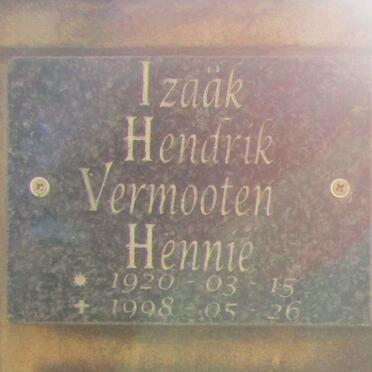 Izaäk
Hendrik
Vermooten
Hennie
* 1920 - 03 - 15
+ 1998 - 05 - 26